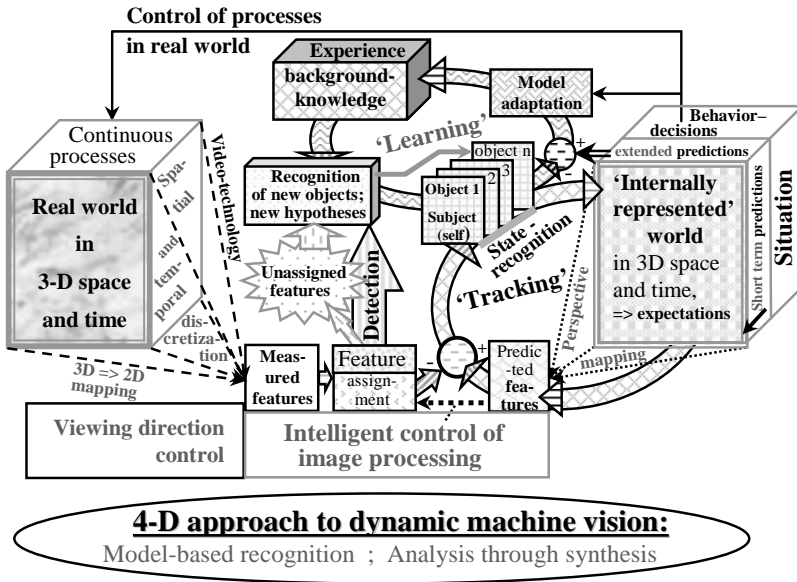 Control of processes
in real world
Experience
background-
knowledge
Model
adaptation
Behavior–
decisions
extended predictions
Continuous
processes
Video-technology
Spa-
tial
and
tem-
poral
dis-
cretization
Real world
in
3-D space
and time
3D => 2D
mapping
‘Learning’
Recognition
of new objects;
new hypotheses
object n
3
2
Object 1
Subject
(self)
+
-
-
State -
recognition
‘Tracking’
‘Internally
represented’
world
in 3D space
and time,
=> expectations
Short term predictions
Situation
Unassigned
features
Detection
Perspective
mapping
Meas-
ured
features
Feature
assign-
ment
-
+
Predic-
ted
fea-
tures
Viewing direction
control
Intelligent control of
image processing
4-D approach to dynamic machine vision:
Model-based recognition ; Analysis through synthesis